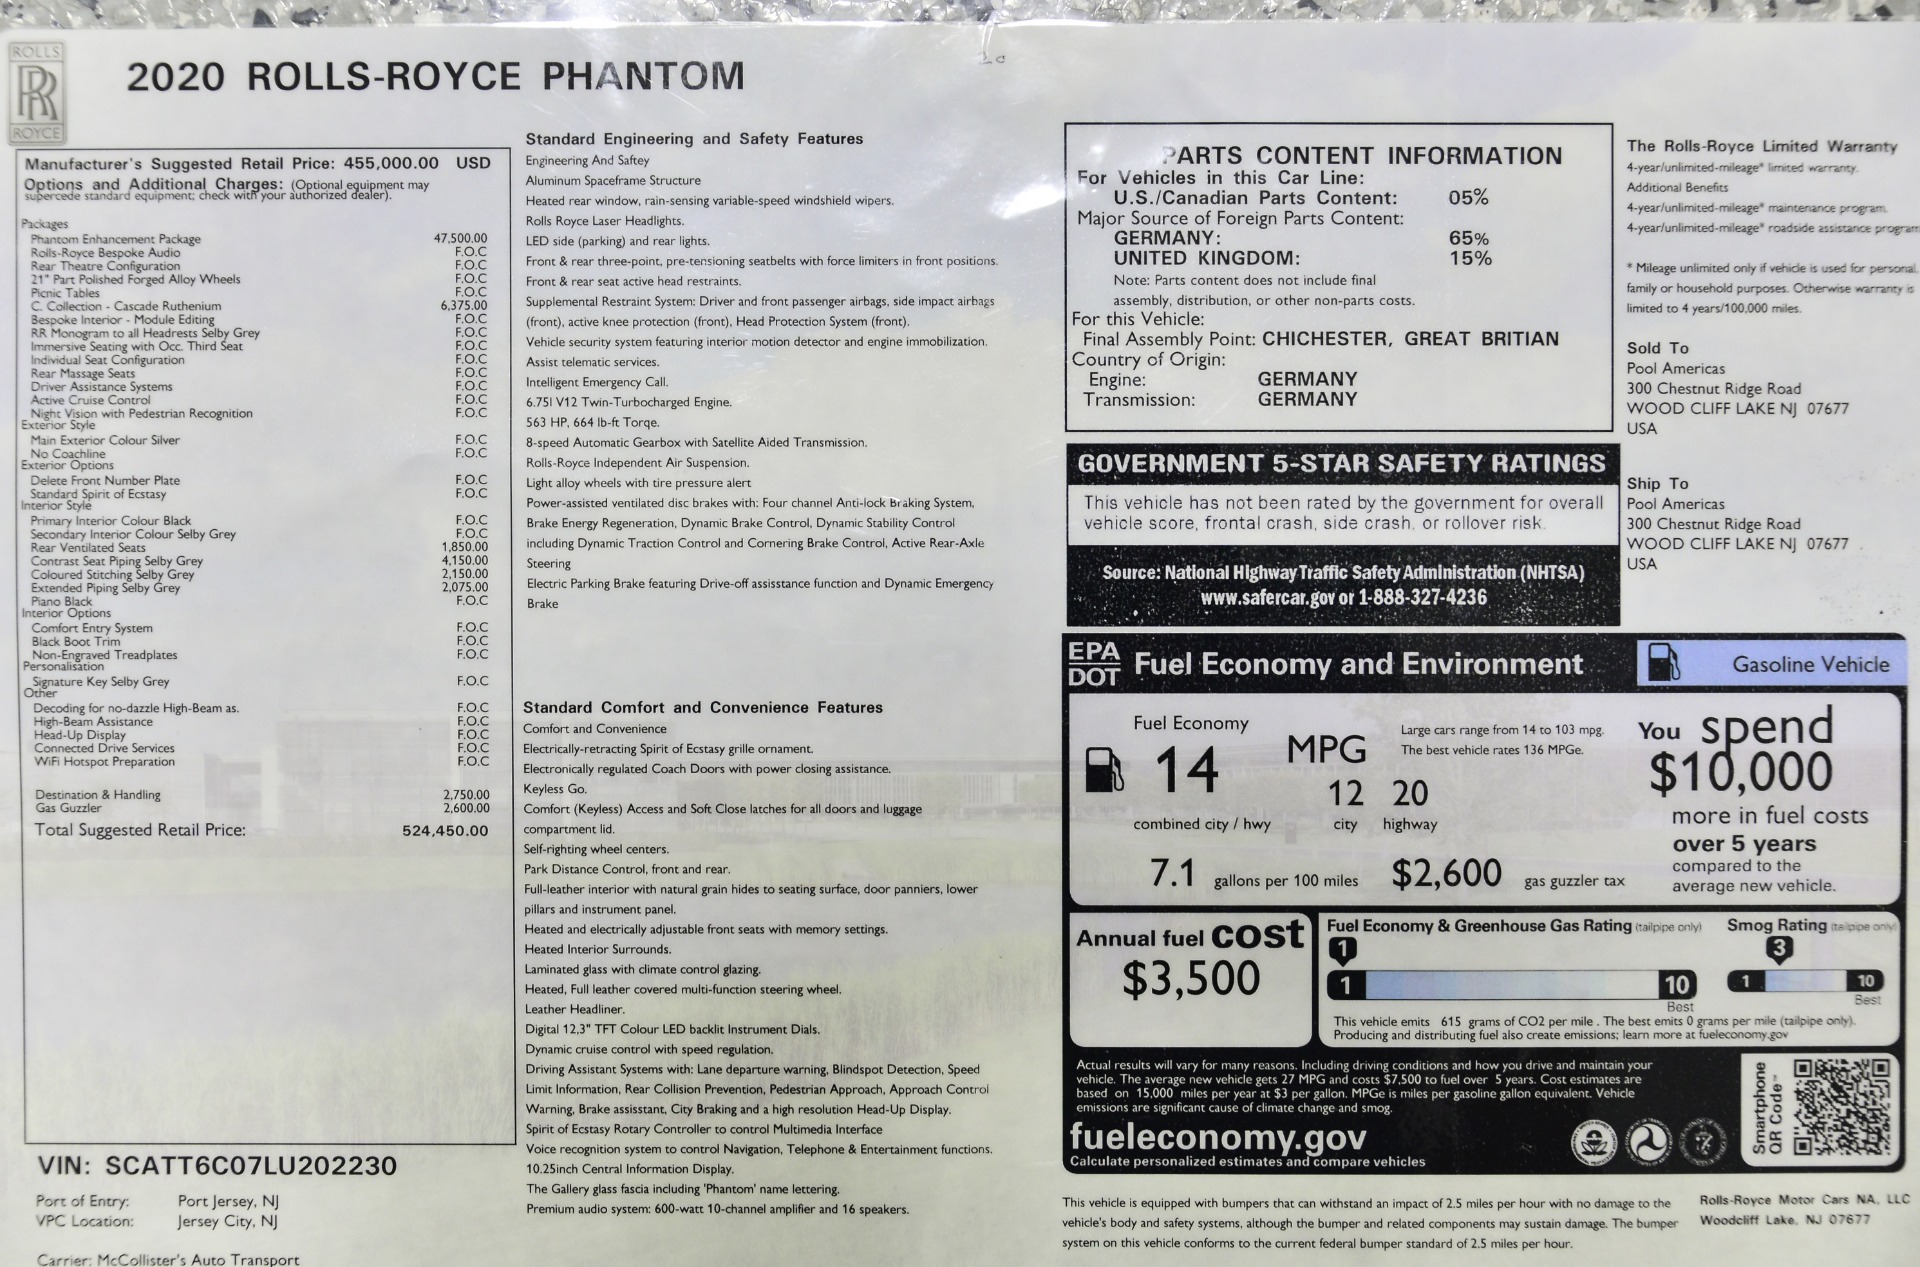 ROLLS
RR
ROYCE
2020 ROLLS-ROYCE PHANTOM
Manufacturer's Suggested Retail Price: 455,000.00 USD
Options and Additional Charges: (Optional equipment may
supercede standard equipment; check with your authorized dealer).
Packages
Phantom Enhancement Package 47,500.00
Rolls-Royce Bespoke Audio F.O.C
Rear Theatre Configuration F.O.C
21" Part Polished Forged Alloy Wheels F.O.C
Picnic Tables F.O.C
C. Collection - Cascade Ruthenium 6,375.00
Bespoke Interior - Module Editing F.O.C
RR Monogram to all Headrests Selby Grey F.O.C
Immersive Seating with Occ. Third Seat F.O.C
Individual Seat Configuration F.O.C
Rear Massage Seats F.O.C
Driver Assistance Systems F.O.C
Active Cruise Control F.O.C
Night Vision with Pedestrian Recognition F.O.C
Exterior Style
Main Exterior Colour Silver F.O.C
No Coachline F.O.C
Exterior Options
Delete Front Number Plate F.O.C
Standard Spirit of Ecstasy F.O.C
Interior Style
Primary Interior Colour Black F.O.C
Secondary Interior Colour Selby Grey F.O.C
Rear Ventilated Seats 1,850.00
Contrast Seat Piping Selby Grey 4,150.00
Coloured Stitching Selby Grey 2,150.00
Extended Piping Selby Grey 2,075.00
Piano Black F.O.C
Interior Options
Comfort Entry System F.O.C
Black Boot Trim F.O.C
Non-Engraved Treadplates F.O.C
Personalisation
Signature Key Selby Grey F.O.C
Other
Decoding for no-dazzle High-Beam as. F.O.C
High-Beam Assistance F.O.C
Head-Up Display F.O.C
Connected Drive Services F.O.C
WiFi Hotspot Preparation F.O.C
Destination & Handling 2,750.00
Gas Guzzler 2,600.00
Total Suggested Retail Price: 524,450.00
VIN: SCATT6C07LU202230
Port of Entry: Port Jersey, NJ
VPC Location: Jersey City, NJ
Carrier: McCollister's Auto Transport
Standard Engineering and Safety Features
Engineering And Saftey
Aluminum Spaceframe Structure
Heated rear window, rain-sensing variable-speed windshield wipers.
Rolls Royce Laser Headlights.
LED side (parking) and rear lights.
Front & rear three-point, pre-tensioning seatbelts with force limiters in front positions.
Front & rear seat active head restraints.
Supplemental Restraint System: Driver and front passenger airbags, side impact airbags
(front), active knee protection (front), Head Protection System (front).
Vehicle security system featuring interior motion detector and engine immobilization.
Assist telematic services.
Intelligent Emergency Call.
6.75l V12 Twin-Turbocharged Engine.
563 HP, 664 lb-ft Torqe.
8-speed Automatic Gearbox with Satellite Aided Transmission.
Rolls-Royce Independent Air Suspension.
Light alloy wheels with tire pressure alert
Power-assisted ventilated disc brakes with: Four channel Anti-lock Braking System,
Brake Energy Regeneration, Dynamic Brake Control, Dynamic Stability Control
including Dynamic Traction Control and Cornering Brake Control, Active Rear-Axle
Steering
Electric Parking Brake featuring Drive-off assisstance function and Dynamic Emergency
Brake
Standard Comfort and Convenience Features
Comfort and Convenience
Electrically-retracting Spirit of Ecstasy grille ornament.
Electronically regulated Coach Doors with power closing assistance.
Keyless Go.
Comfort (Keyless) Access and Soft Close latches for all doors and luggage
compartment lid.
Self-righting wheel centers.
Park Distance Control, front and rear.
Full-leather interior with natural grain hides to seating surface, door panniers, lower
pillars and instrument panel.
Heated and electrically adjustable front seats with memory settings.
Heated Interior Surrounds.
Laminated glass with climate control glazing.
Heated, Full leather covered multi-function steering wheel.
Leather Headliner.
Digital 12,3" TFT Colour LED backlit Instrument Dials.
Dynamic cruise control with speed regulation.
Driving Assistant Systems with: Lane departure warning, Blindspot Detection, Speed
Limit Information, Rear Collision Prevention, Pedestrian Approach, Approach Control
Warning, Brake assistant, City Braking and a high resolution Head-Up Display.
Spirit of Ecstasy Rotary Controller to control Multimedia Interface
Voice recognition system to control Navigation, Telephone & Entertainment functions.
10.25inch Central Information Display.
The Gallery glass fascia including 'Phantom' name lettering.
Premium audio system: 600-watt 10-channel amplifier and 16 speakers.
PARTS CONTENT INFORMATION
For Vehicles in this Car Line:
U.S./Canadian Parts Content: 05%
Major Source of Foreign Parts Content:
GERMANY: 65%
UNITED KINGDOM: 15%
Note: Parts content does not include final
assembly, distribution, or other non-parts costs.
For this Vehicle:
Final Assembly Point: CHICHESTER, GREAT BRITIAN
Country of Origin:
Engine: GERMANY
Transmission: GERMANY
GOVERNMENT 5-STAR SAFETY RATINGS
This vehicle has not been rated by the government for overall
vehicle score, frontal crash, side crash, or rollover risk.
Source: National Highway Traffic Safety Administration (NHTSA)
www.safercar.gov or 1-888-327-4236
The Rolls-Royce Limited Warranty
4-year/unlimited-mileage* limited warranty.
Additional Benefits
4-year/unlimited-mileage* maintenance program.
4-year/unlimited-mileage* roadside assistance program
* Mileage unlimited only if vehicle is used for personal,
family or household purposes. Otherwise warranty is
limited to 4 years/100,000 miles.
Sold To
Pool Americas
300 Chestnut Ridge Road
WOOD CLIFF LAKE NJ 07677
USA
Ship To
Pool Americas
300 Chestnut Ridge Road
WOOD CLIFF LAKE NJ 07677
USA
EPA
DOT
Fuel Economy and Environment
Gasoline Vehicle
Fuel Economy
14 MPG
combined city / hwy
12 city
20 highway
Large cars range from 14 to 103 mpg.
The best vehicle rates 136 MPGe.
7.1 gallons per 100 miles
$2,600 gas guzzler tax
You spend
$10,000
more in fuel costs
over 5 years
compared to the
average new vehicle.
Annual fuel cost
$3,500
Fuel Economy & Greenhouse Gas Rating (tailpipe only)
1
1 10
Best
Smog Rating (tailpipe only)
3
1 10
Best
This vehicle emits 615 grams of CO2 per mile . The best emits 0 grams per mile (tailpipe only).
Producing and distributing fuel also create emissions; learn more at fueleconomy.gov
Actual results will vary for many reasons. Including driving conditions and how you drive and maintain your
vehicle. The average new vehicle gets 27 MPG and costs $7,500 to fuel over 5 years. Cost estimates are
based on 15,000 miles per year at $3 per gallon. MPGe is miles per gasoline gallon equivalent. Vehicle
emissions are significant cause of climate change and smog.
fueleconomy.gov
Calculate personalized estimates and compare vehicles
Smartphone
QR Code™
This vehicle is equipped with bumpers that can withstand an impact of 2.5 miles per hour with no damage to the
vehicle's body and safety systems, although the bumper and related components may sustain damage. The bumper
system on this vehicle conforms to the current federal bumper standard of 2.5 miles per hour.
Rolls-Royce Motor Cars NA, LLC
Woodcliff Lake, NJ 07677